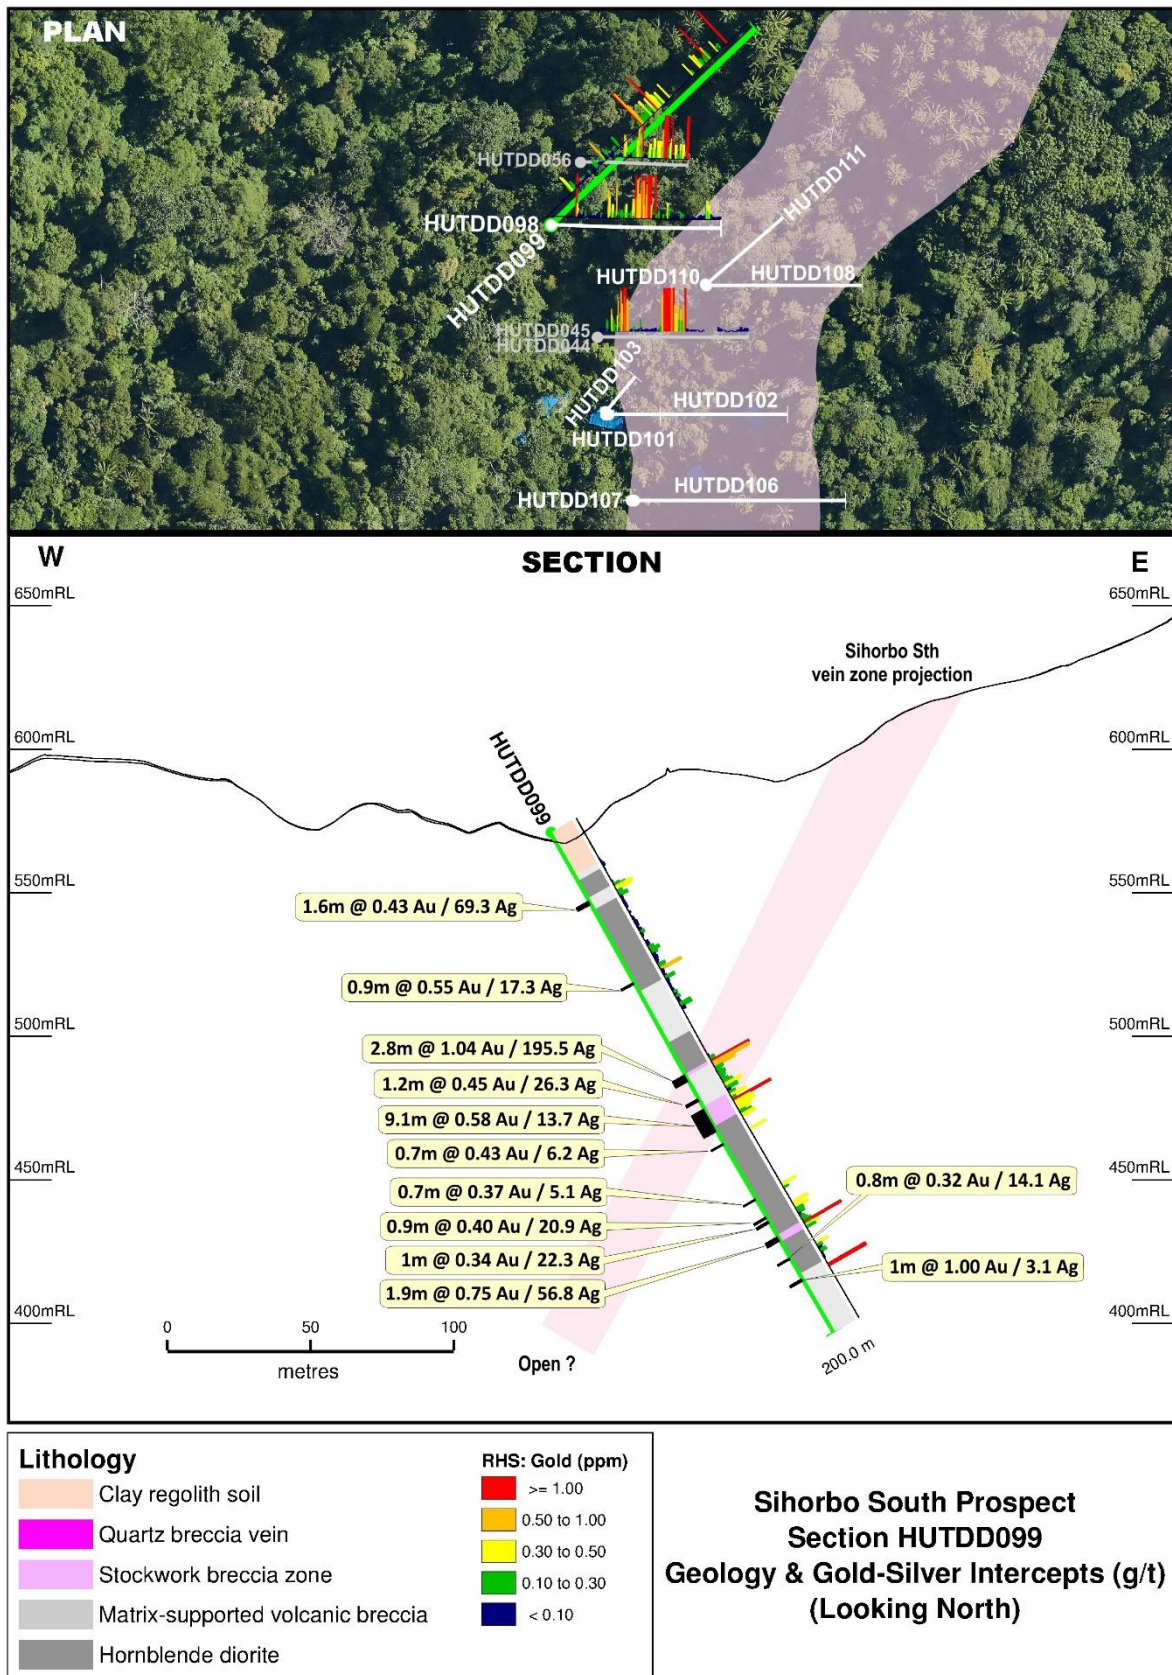 PLAN
HUTDD056
HUTDD098
HUTDD099
HUTDD111
HUTDD110
HUTDD108
HUTDD045
HUTDD044
HUTDD103
HUTDD102
HUTDD101
HUTDD107
HUTDD106
W
SECTION
E
650mRL
650mRL
Sihorbo Sth
vein zone projection
600mRL
600mRL
HUTDD099
550mRL
550mRL
1.6m @ 0.43 Au / 69.3 Ag
0.9m @ 0.55 Au / 17.3 Ag
500mRL
500mRL
2.8m @ 1.04 Au / 195.5 Ag
1.2m @ 0.45 Au / 26.3 Ag
9.1m @ 0.58 Au / 13.7 Ag
0.7m @ 0.43 Au / 6.2 Ag
450mRL
450mRL
0.7m @ 0.37 Au / 5.1 Ag
0.8m @ 0.32 Au / 14.1 Ag
0.9m @ 0.40 Au / 20.9 Ag
1m @ 0.34 Au / 22.3 Ag
1m @ 1.00 Au / 3.1 Ag
1.9m @ 0.75 Au / 56.8 Ag
400mRL
400mRL
0 50 100
metres
Open ?
200.0 m
Lithology
Clay regolith soil
Quartz breccia vein
Stockwork breccia zone
Matrix-supported volcanic breccia
Hornblende diorite
RHS: Gold (ppm)
>= 1.00
0.50 to 1.00
0.30 to 0.50
0.10 to 0.30
< 0.10
Sihorbo South Prospect
Section HUTDD099
Geology & Gold-Silver Intercepts (g/t)
(Looking North)